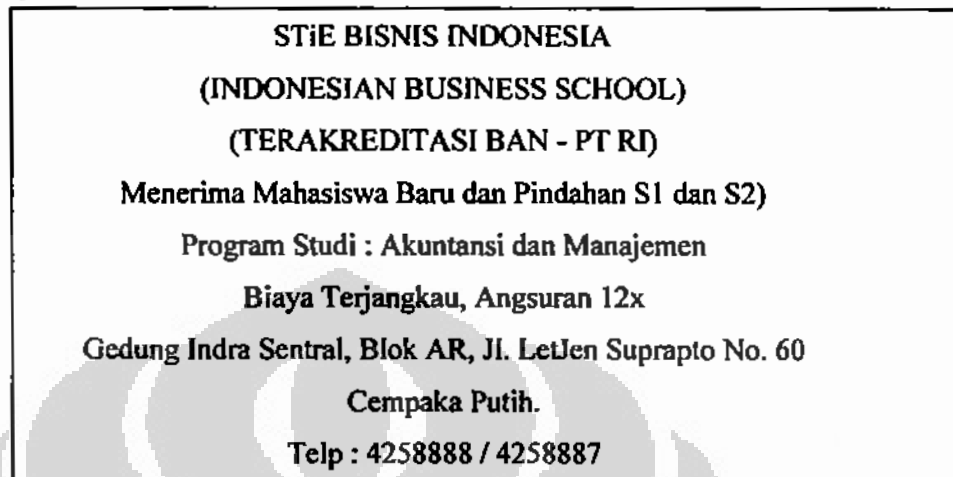 STiE BISNIS INDONESIA
(INDONESIAN BUSINESS SCHOOL)
(TERAKREDITASI BAN - PT RI)
Menerima Mahasiswa Baru dan Pindahan S1 dan S2)
Program Studi : Akuntansi dan Manajemen
Biaya Terjangkau, Angsuran 12x
Gedung Indra Sentral, Blok AR, Jl. LetJen Suprapto No. 60
Cempaka Putih.
Telp : 4258888 / 4258887